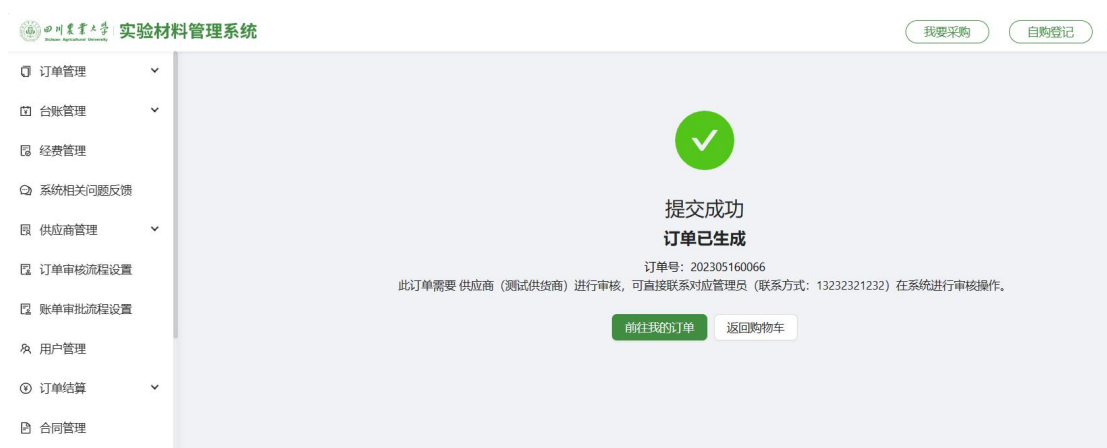 四川农业大学 实验材料管理系统
Sichuan Agricultural University
我要采购
自购登记
订单管理
台账管理
经费管理
系统相关问题反馈
供应商管理
订单审核流程设置
账单审批流程设置
用户管理
订单结算
合同管理
提交成功
订单已生成
订单号：202305160066
此订单需要 供应商（测试供货商）进行审核，可直接联系对应管理员（联系方式：13232321232）在系统进行审核操作。
前往我的订单
返回购物车